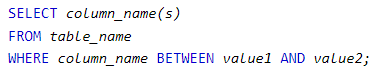 SELECT column_name(s)
FROM table_name
WHERE column_name BETWEEN value1 AND value2;